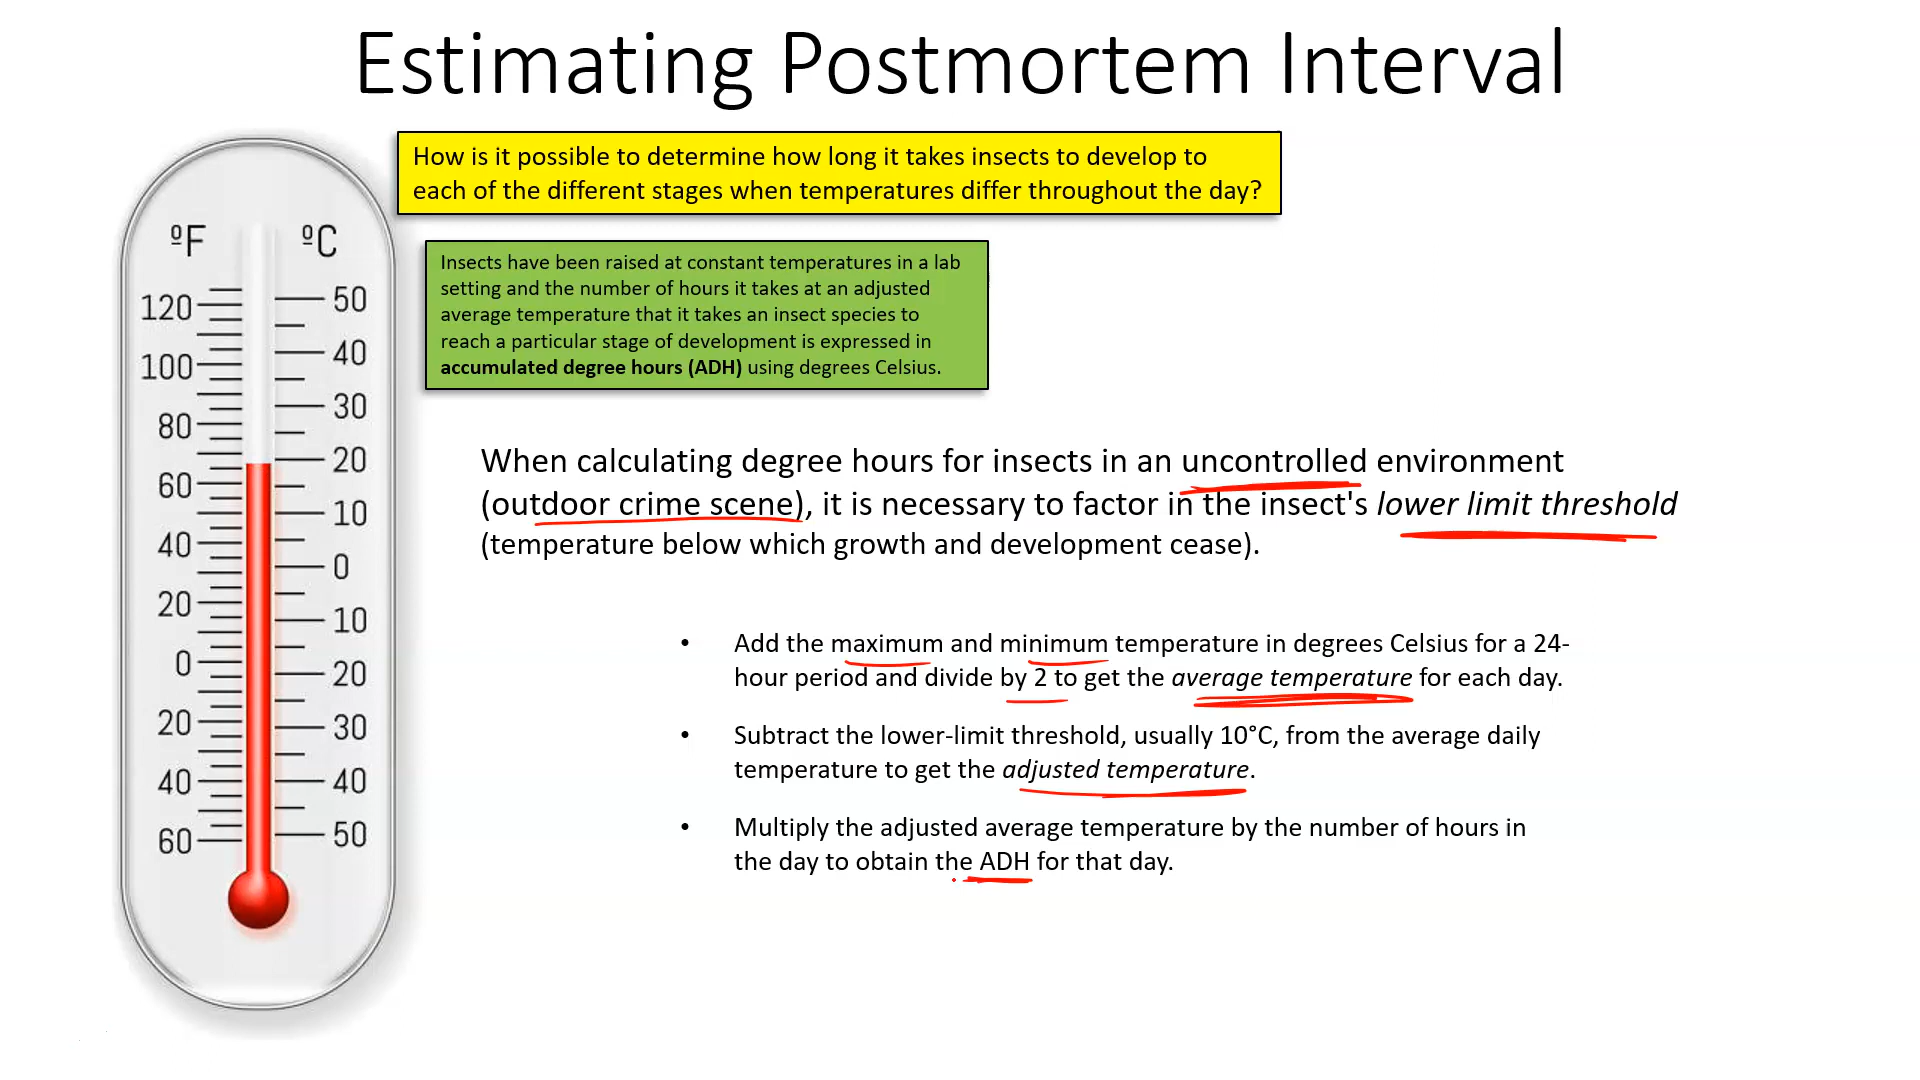 Estimating Postmortem Interval
How is it possible to determine how long it takes insects to develop to
each of the different stages when temperatures differ throughout the day?
Insects have been raised at constant temperatures in a lab
setting and the number of hours it takes at an adjusted
average temperature that it takes an insect species to
reach a particular stage of development is expressed in
accumulated degree hours (ADH) using degrees Celsius.
ºF ºC
120 50
100 40
80 30
60 20
40 10
20 0
0 10
20 20
40 30
60 40
50
When calculating degree hours for insects in an uncontrolled environment
(outdoor crime scene), it is necessary to factor in the insect's lower limit threshold
(temperature below which growth and development cease).
• Add the maximum and minimum temperature in degrees Celsius for a 24-
hour period and divide by 2 to get the average temperature for each day.
• Subtract the lower-limit threshold, usually 10°C, from the average daily
temperature to get the adjusted temperature.
• Multiply the adjusted average temperature by the number of hours in
the day to obtain the ADH for that day.